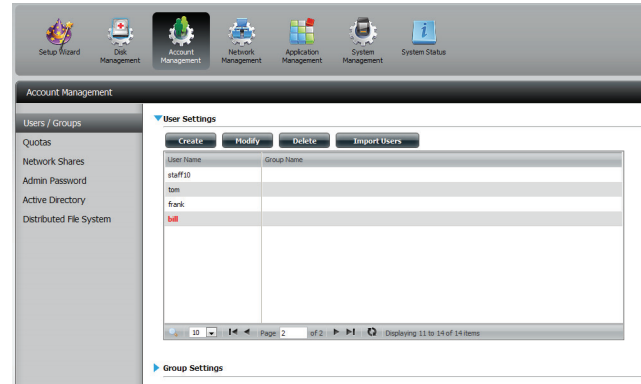 Setup Wizard
Disk Management
Account Management
Network Management
Application Management
System Management
System Status
Account Management
Users / Groups
Quotas
Network Shares
Admin Password
Active Directory
Distributed File System
User Settings
Create Modify Delete Import Users
User Name Group Name
staff10
tom
frank
bill
10 Page 2 of 2 Displaying 11 to 14 of 14 items
Group Settings